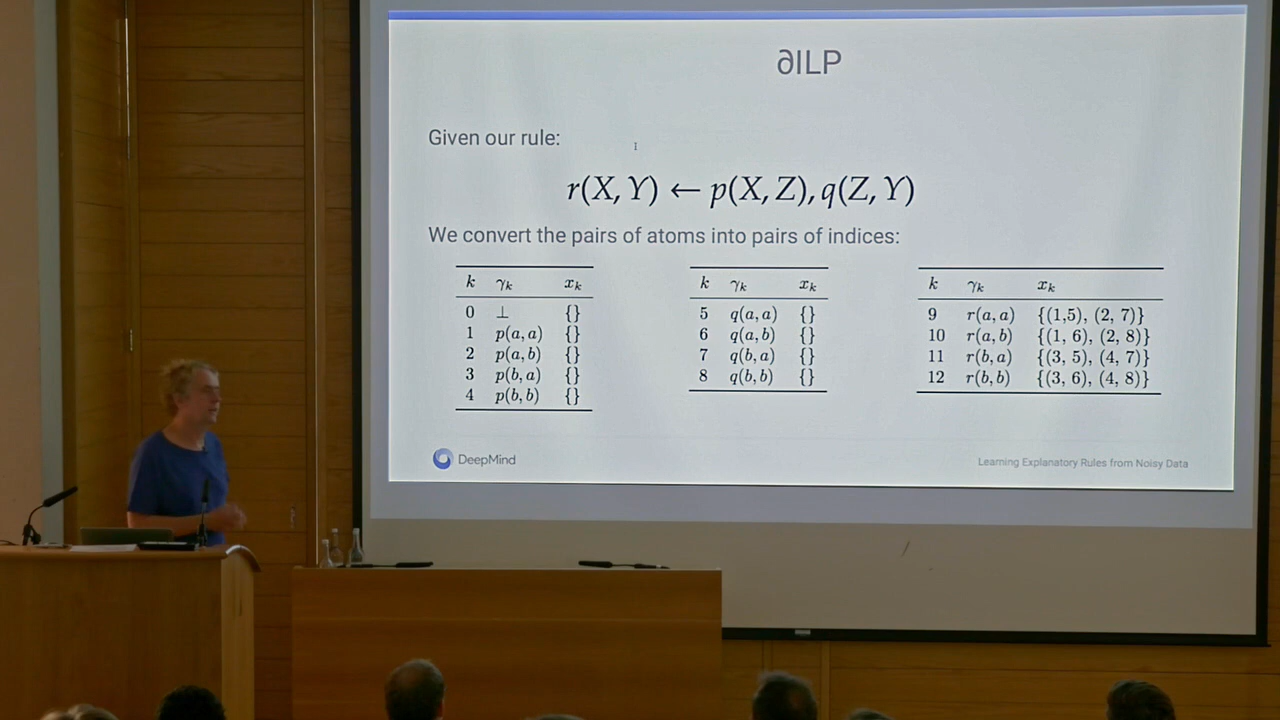 ∂ILP
Given our rule:
r(X, Y) ← p(X, Z), q(Z, Y)
We convert the pairs of atoms into pairs of indices:
k γk xk
0 ⊥ {}
1 p(a, a) {}
2 p(a, b) {}
3 p(b, a) {}
4 p(b, b) {}
k γk xk
5 q(a, a) {}
6 q(a, b) {}
7 q(b, a) {}
8 q(b, b) {}
k γk xk
9 r(a, a) {(1,5), (2, 7)}
10 r(a, b) {(1, 6), (2, 8)}
11 r(b, a) {(3, 5), (4, 7)}
12 r(b, b) {(3, 6), (4, 8)}
DeepMind
Learning Explanatory Rules from Noisy Data